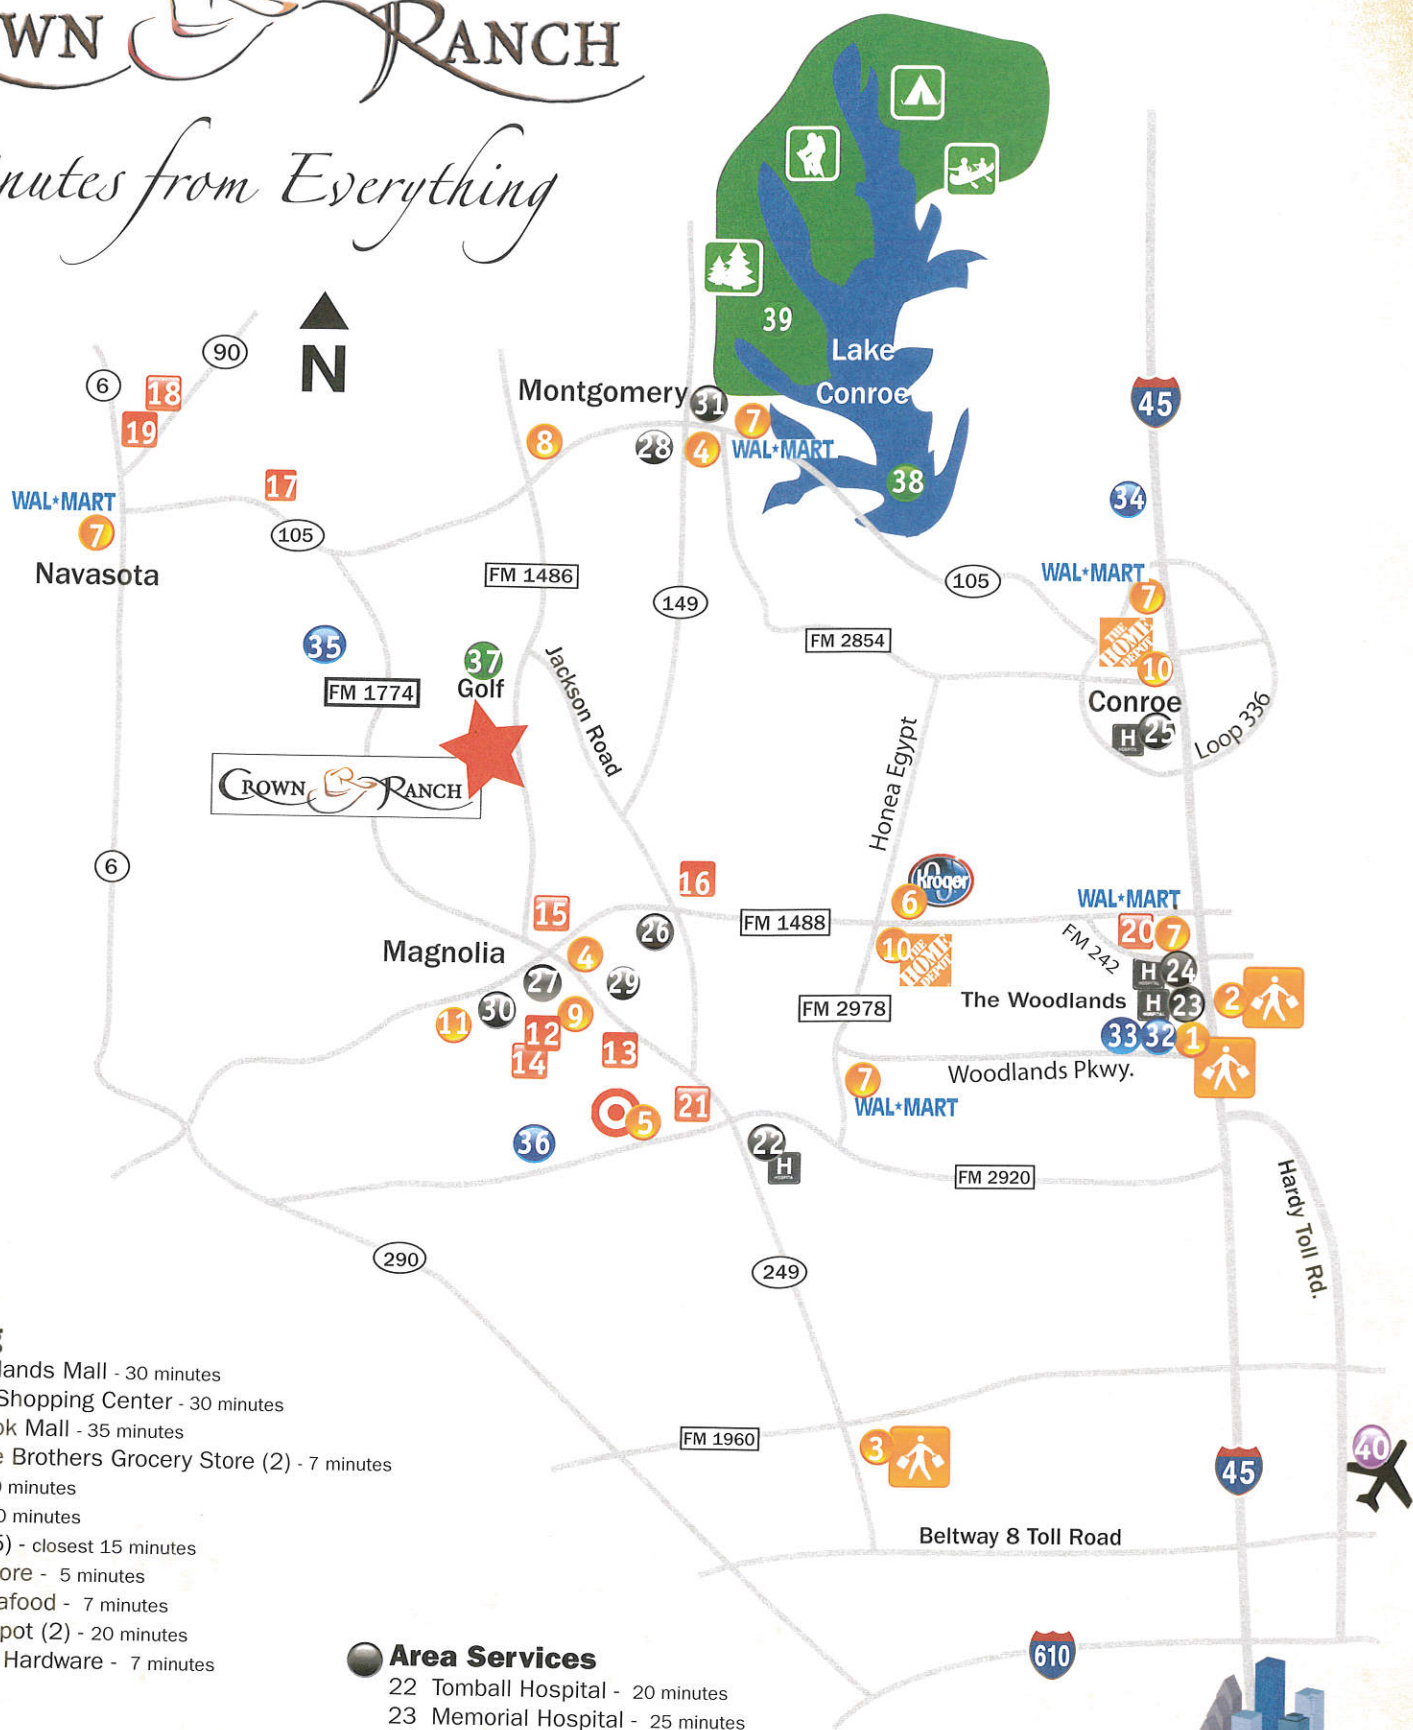 WN RANCH
nutes from Everything
N
90
6
18
19
17
WAL★MART
7
Navasota
105
Montgomery
31
7
WAL★MART
8
28
4
39
Lake
Conroe
38
45
34
FM 1486
149
105
WAL★MART
7
THE HOME DEPOT
10
FM 2854
35
37
Golf
FM 1774
Jackson Road
CROWN RANCH
Conroe
H
25
Loop 336
Honea Egypt
6
16
Kroger
6
15
26
FM 1488
WAL★MART
20
7
FM 242
Magnolia
4
27
29
10
THE HOME DEPOT
H
24
The Woodlands
H
23
2
30
11
9
12
14
13
FM 2978
33
32
1
Woodlands Pkwy.
7
WAL★MART
5
21
36
22
H
FM 2920
Hardy Toll Rd.
290
249
lands Mall - 30 minutes
Shopping Center - 30 minutes
ok Mall - 35 minutes
e Brothers Grocery Store (2) - 7 minutes
minutes
0 minutes
5) - closest 15 minutes
ore - 5 minutes
afood - 7 minutes
pot (2) - 20 minutes
Hardware - 7 minutes
FM 1960
3
45
40
Beltway 8 Toll Road
610
Area Services
22 Tomball Hospital - 20 minutes
23 Memorial Hospital - 25 minutes